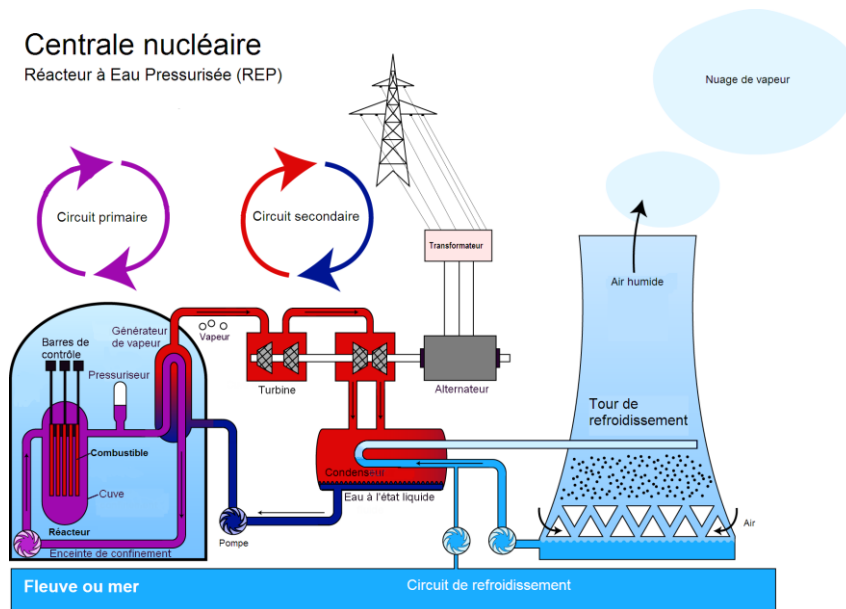 Centrale nucléaire
Réacteur à Eau Pressurisée (REP)
Nuage de vapeur
Circuit primaire
Circuit secondaire
Transformateur
Air humide
Générateur
de vapeur
Vapeur
Barres de
contrôle
Pressuriseur
Turbine
Alternateur
Tour de
refroidissement
Combustible
Condenseur
Cuve
Eau à l'état liquide
Réacteur
Pompe
Air
Enceinte de confinement
Fleuve ou mer
Circuit de refroidissement